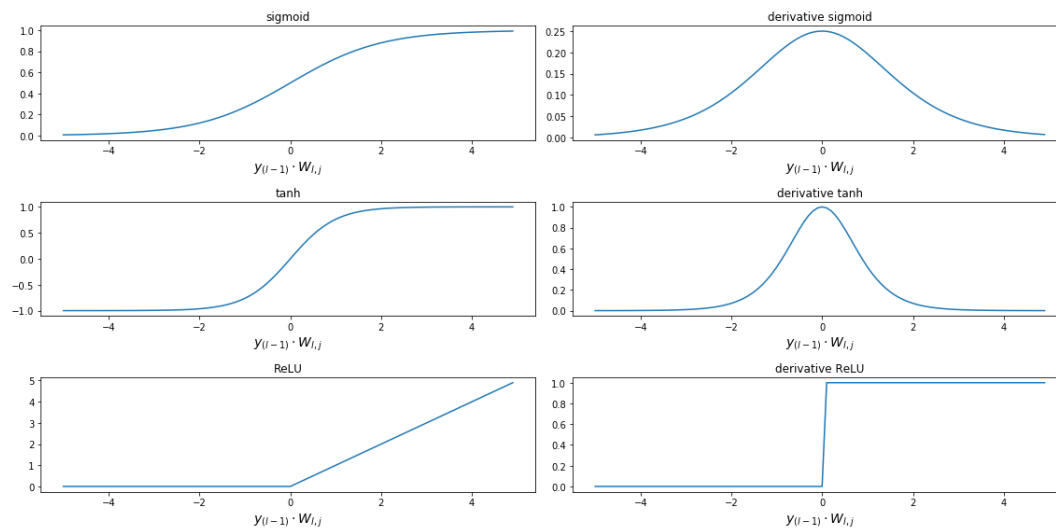 sigmoid
1.0
0.8
0.6
0.4
0.2
0.0
−4 −2 0 2 4
y(l−1) · Wl,j
derivative sigmoid
0.25
0.20
0.15
0.10
0.05
0.00
−4 −2 0 2 4
y(l−1) · Wl,j
tanh
1.0
0.5
0.0
−0.5
−1.0
−4 −2 0 2 4
y(l−1) · Wl,j
derivative tanh
1.0
0.8
0.6
0.4
0.2
0.0
−4 −2 0 2 4
y(l−1) · Wl,j
ReLU
5
4
3
2
1
0
−4 −2 0 2 4
y(l−1) · Wl,j
derivative ReLU
1.0
0.8
0.6
0.4
0.2
0.0
−4 −2 0 2 4
y(l−1) · Wl,j